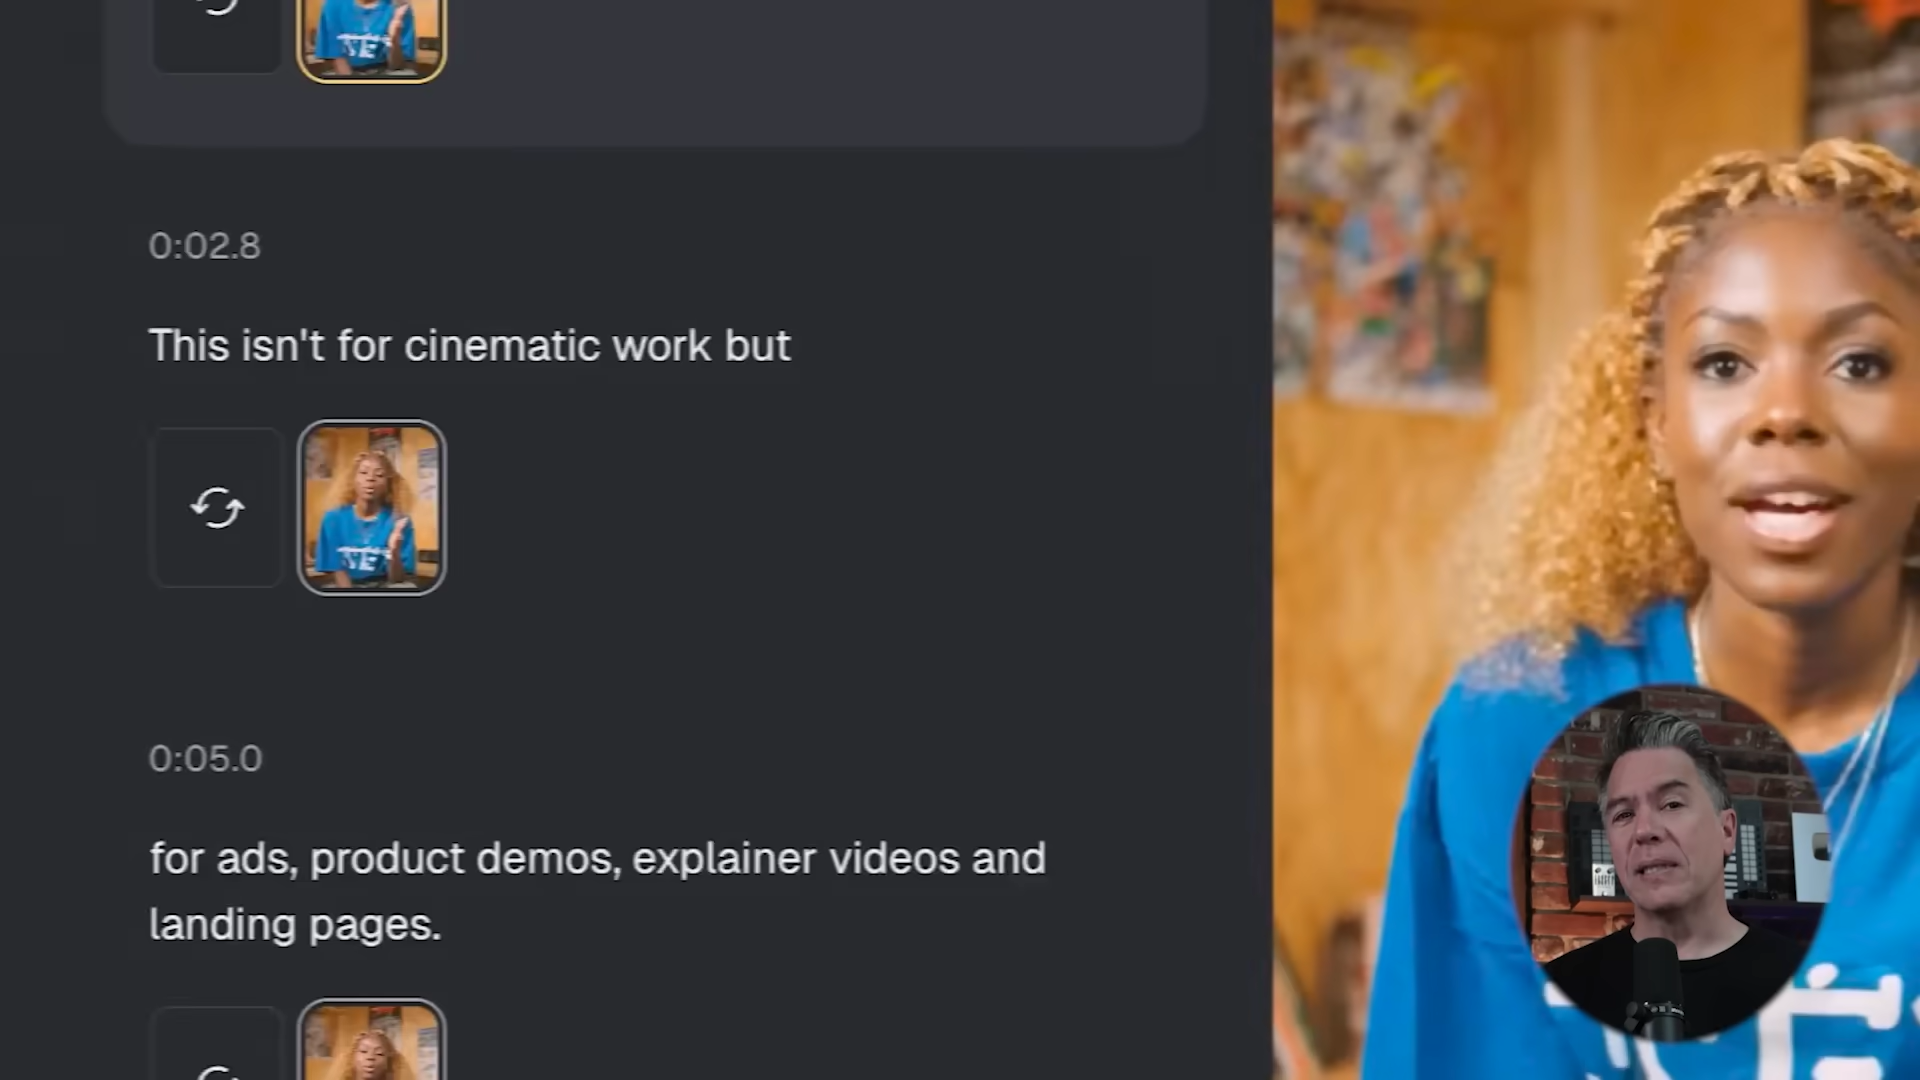 0:02.8
This isn't for cinematic work but
0:05.0
for ads, product demos, explainer videos and
landing pages.